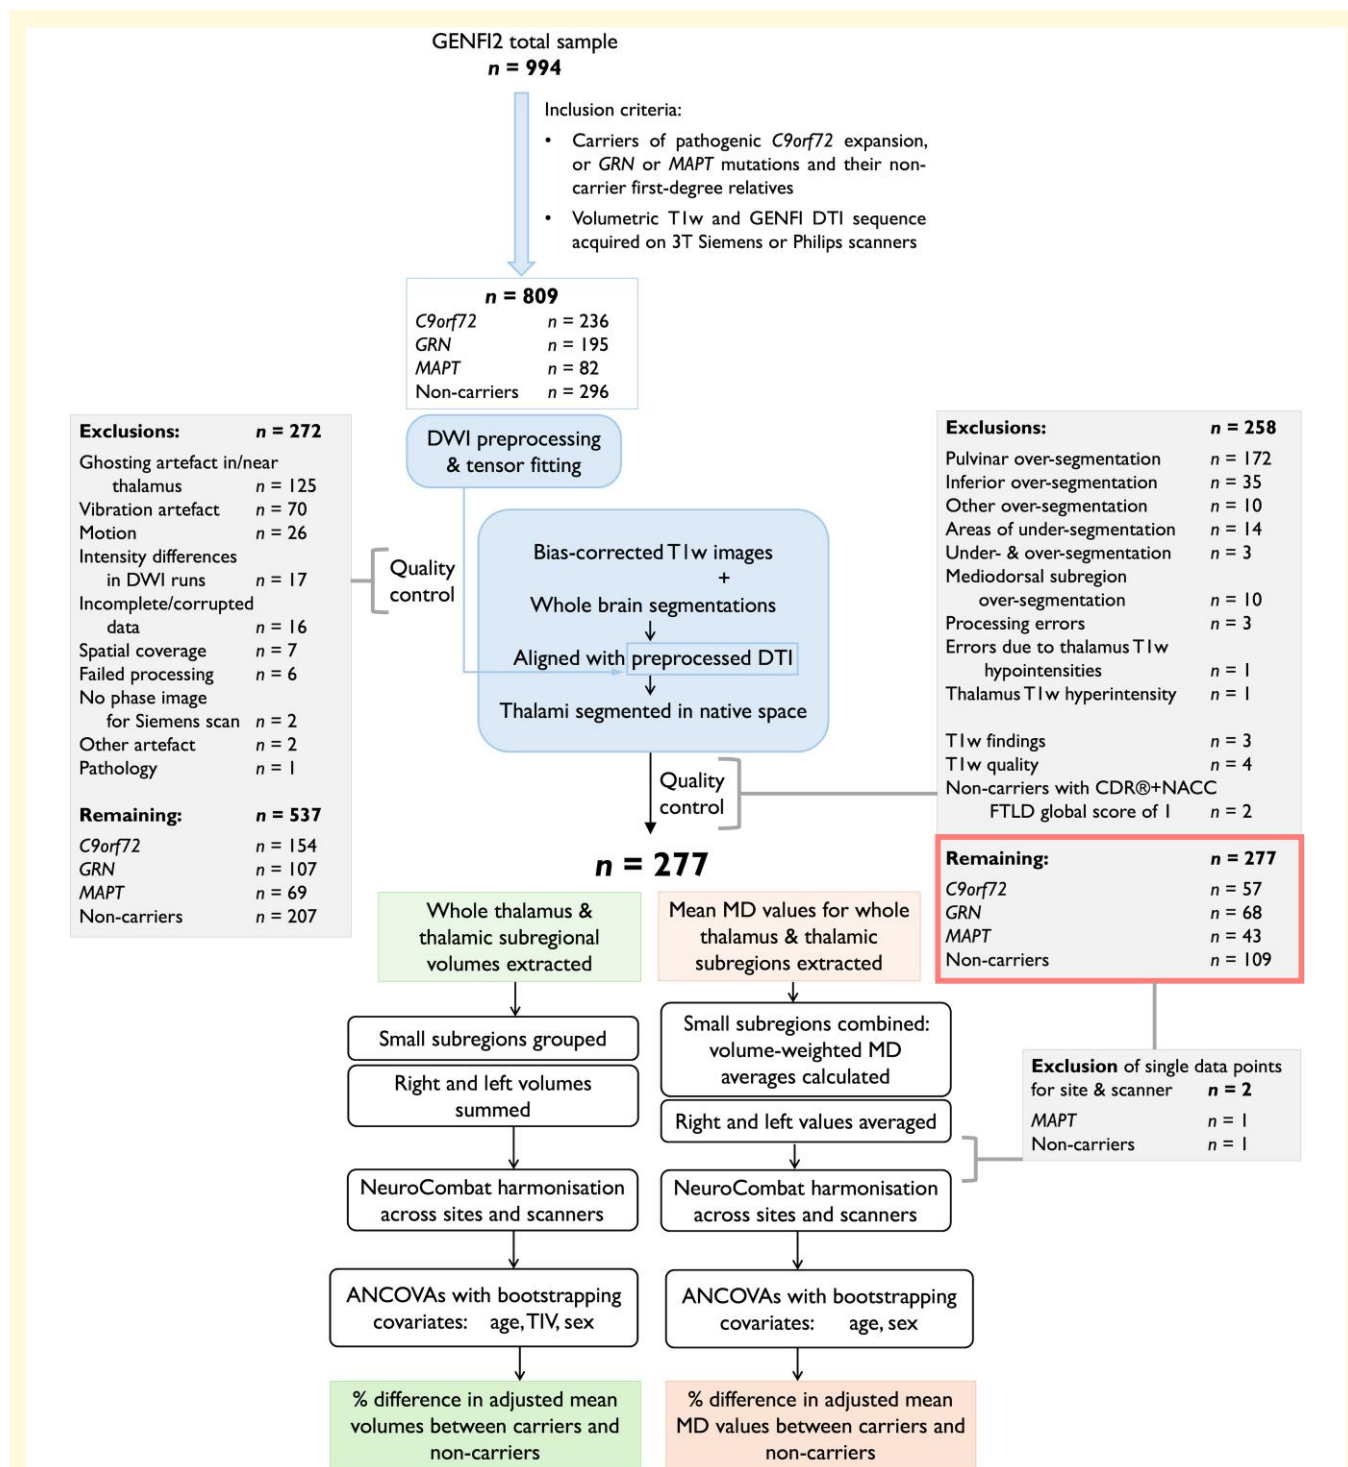 GENFI2 total sample
n = 994
Inclusion criteria:
• Carriers of pathogenic C9orf72 expansion,
or GRN or MAPT mutations and their non-
carrier first-degree relatives
• Volumetric T1w and GENFI DTI sequence
acquired on 3T Siemens or Philips scanners
n = 809
C9orf72 n = 236
GRN n = 195
MAPT n = 82
Non-carriers n = 296
DWI preprocessing
& tensor fitting
Exclusions: n = 272
Ghosting artefact in/near
thalamus n = 125
Vibration artefact n = 70
Motion n = 26
Intensity differences
in DWI runs n = 17
Incomplete/corrupted
data n = 16
Spatial coverage n = 7
Failed processing n = 6
No phase image
for Siemens scan n = 2
Other artefact n = 2
Pathology n = 1
Remaining: n = 537
C9orf72 n = 154
GRN n = 107
MAPT n = 69
Non-carriers n = 207
Quality
control
Bias-corrected T1w images
+
Whole brain segmentations
Aligned with preprocessed DTI
Thalami segmented in native space
Quality
control
Exclusions: n = 258
Pulvinar over-segmentation n = 172
Inferior over-segmentation n = 35
Other over-segmentation n = 10
Areas of under-segmentation n = 14
Under- & over-segmentation n = 3
Mediodorsal subregion
over-segmentation n = 10
Processing errors n = 3
Errors due to thalamus T1w
hypointensities n = 1
Thalamus T1w hyperintensity n = 1
T1w findings n = 3
T1w quality n = 4
Non-carriers with CDR®+NACC
FTLD global score of 1 n = 2
Remaining: n = 277
C9orf72 n = 57
GRN n = 68
MAPT n = 43
Non-carriers n = 109
n = 277
Whole thalamus &
thalamic subregional
volumes extracted
Small subregions grouped
Right and left volumes
summed
NeuroCombat harmonisation
across sites and scanners
ANCOVAs with bootstrapping
covariates: age, TIV, sex
% difference in adjusted mean
volumes between carriers and
non-carriers
Mean MD values for whole
thalamus & thalamic
subregions extracted
Small subregions combined:
volume-weighted MD
averages calculated
Right and left values averaged
Exclusion of single data points
for site & scanner n = 2
MAPT n = 1
Non-carriers n = 1
NeuroCombat harmonisation
across sites and scanners
ANCOVAs with bootstrapping
covariates: age, sex
% difference in adjusted mean
MD values between carriers and
non-carriers